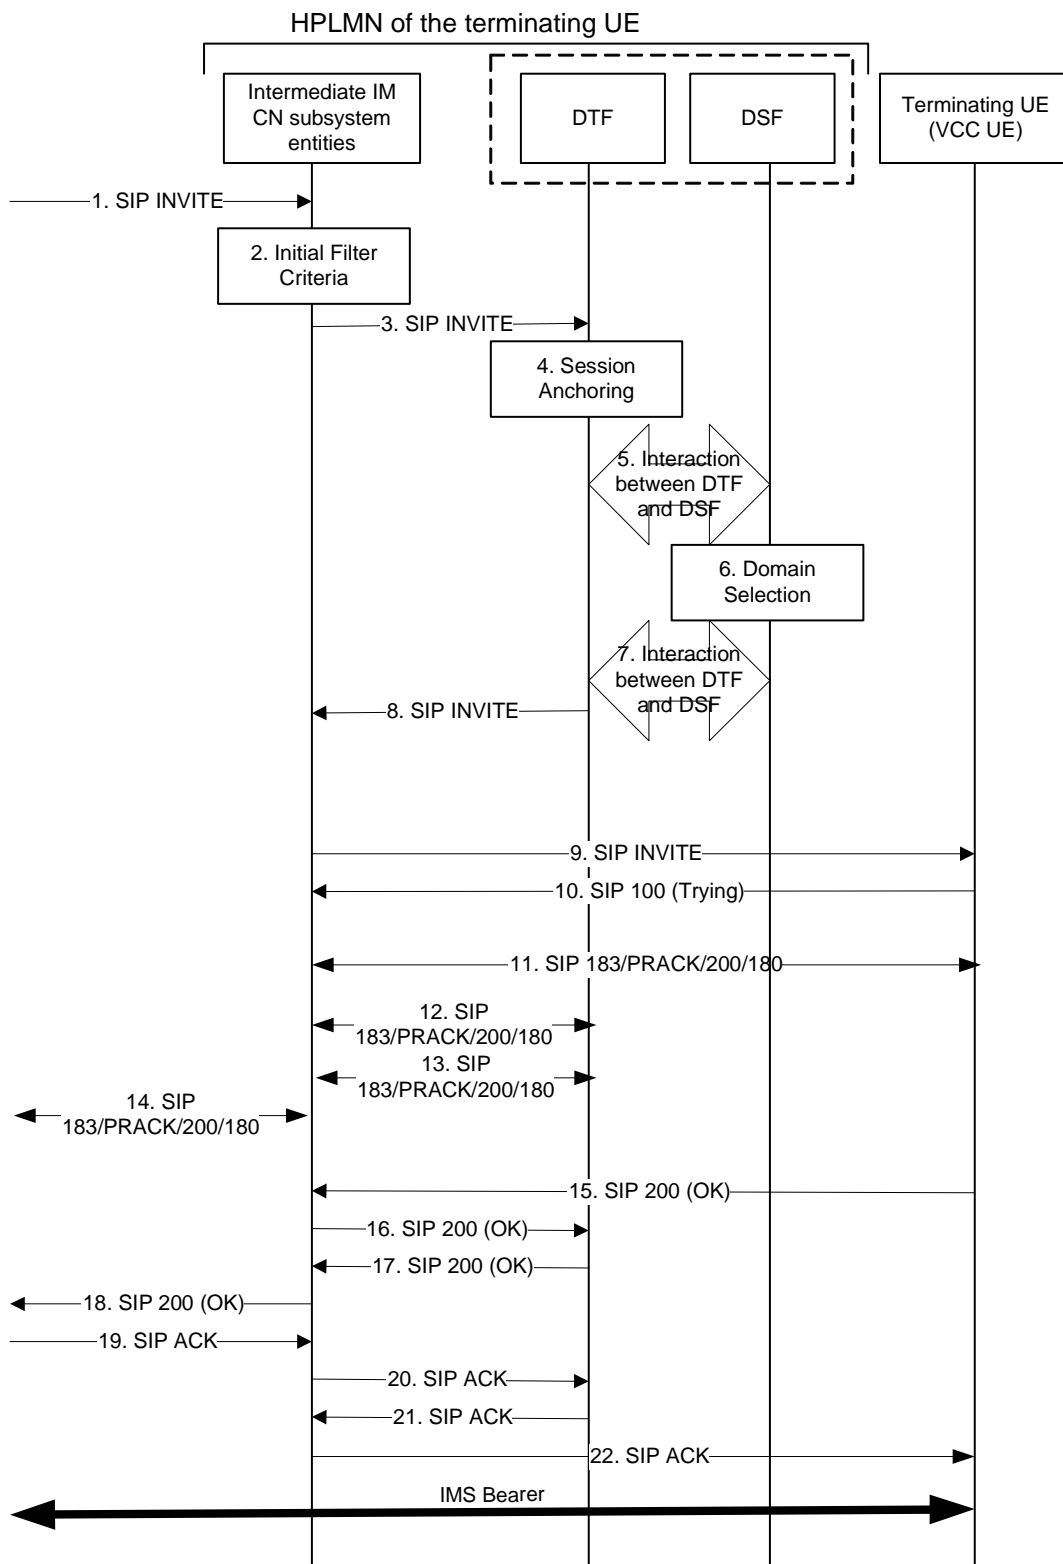 HPLMN of the terminating UE
Intermediate IM
CN subsystem
entities
DTF
DSF
Terminating UE
(VCC UE)
1. SIP INVITE
2. Initial Filter
Criteria
3. SIP INVITE
4. Session
Anchoring
5. Interaction
between DTF
and DSF
6. Domain
Selection
7. Interaction
between DTF
and DSF
8. SIP INVITE
9. SIP INVITE
10. SIP 100 (Trying)
11. SIP 183/PRACK/200/180
12. SIP
183/PRACK/200/180
13. SIP
183/PRACK/200/180
14. SIP
183/PRACK/200/180
15. SIP 200 (OK)
16. SIP 200 (OK)
17. SIP 200 (OK)
18. SIP 200 (OK)
19. SIP ACK
20. SIP ACK
21. SIP ACK
22. SIP ACK
IMS Bearer